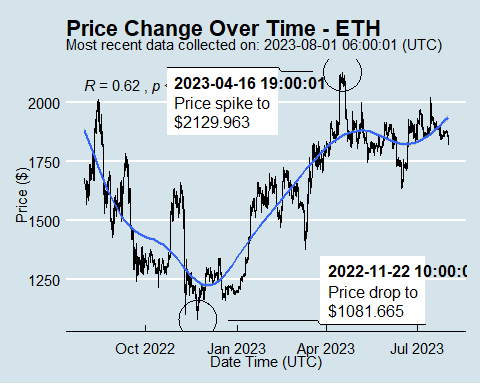 Price Change Over Time - ETH
Most recent data collected on: 2023-08-01 06:00:01 (UTC)
R = 0.62 , p
2023-04-16 19:00:01
Price spike to
$2129.963
2000
1750
1500
1250
Price ($)
2022-11-22 10:00:0
Price drop to
$1081.665
Oct 2022
Jan 2023
Apr 2023
Jul 2023
Date Time (UTC)